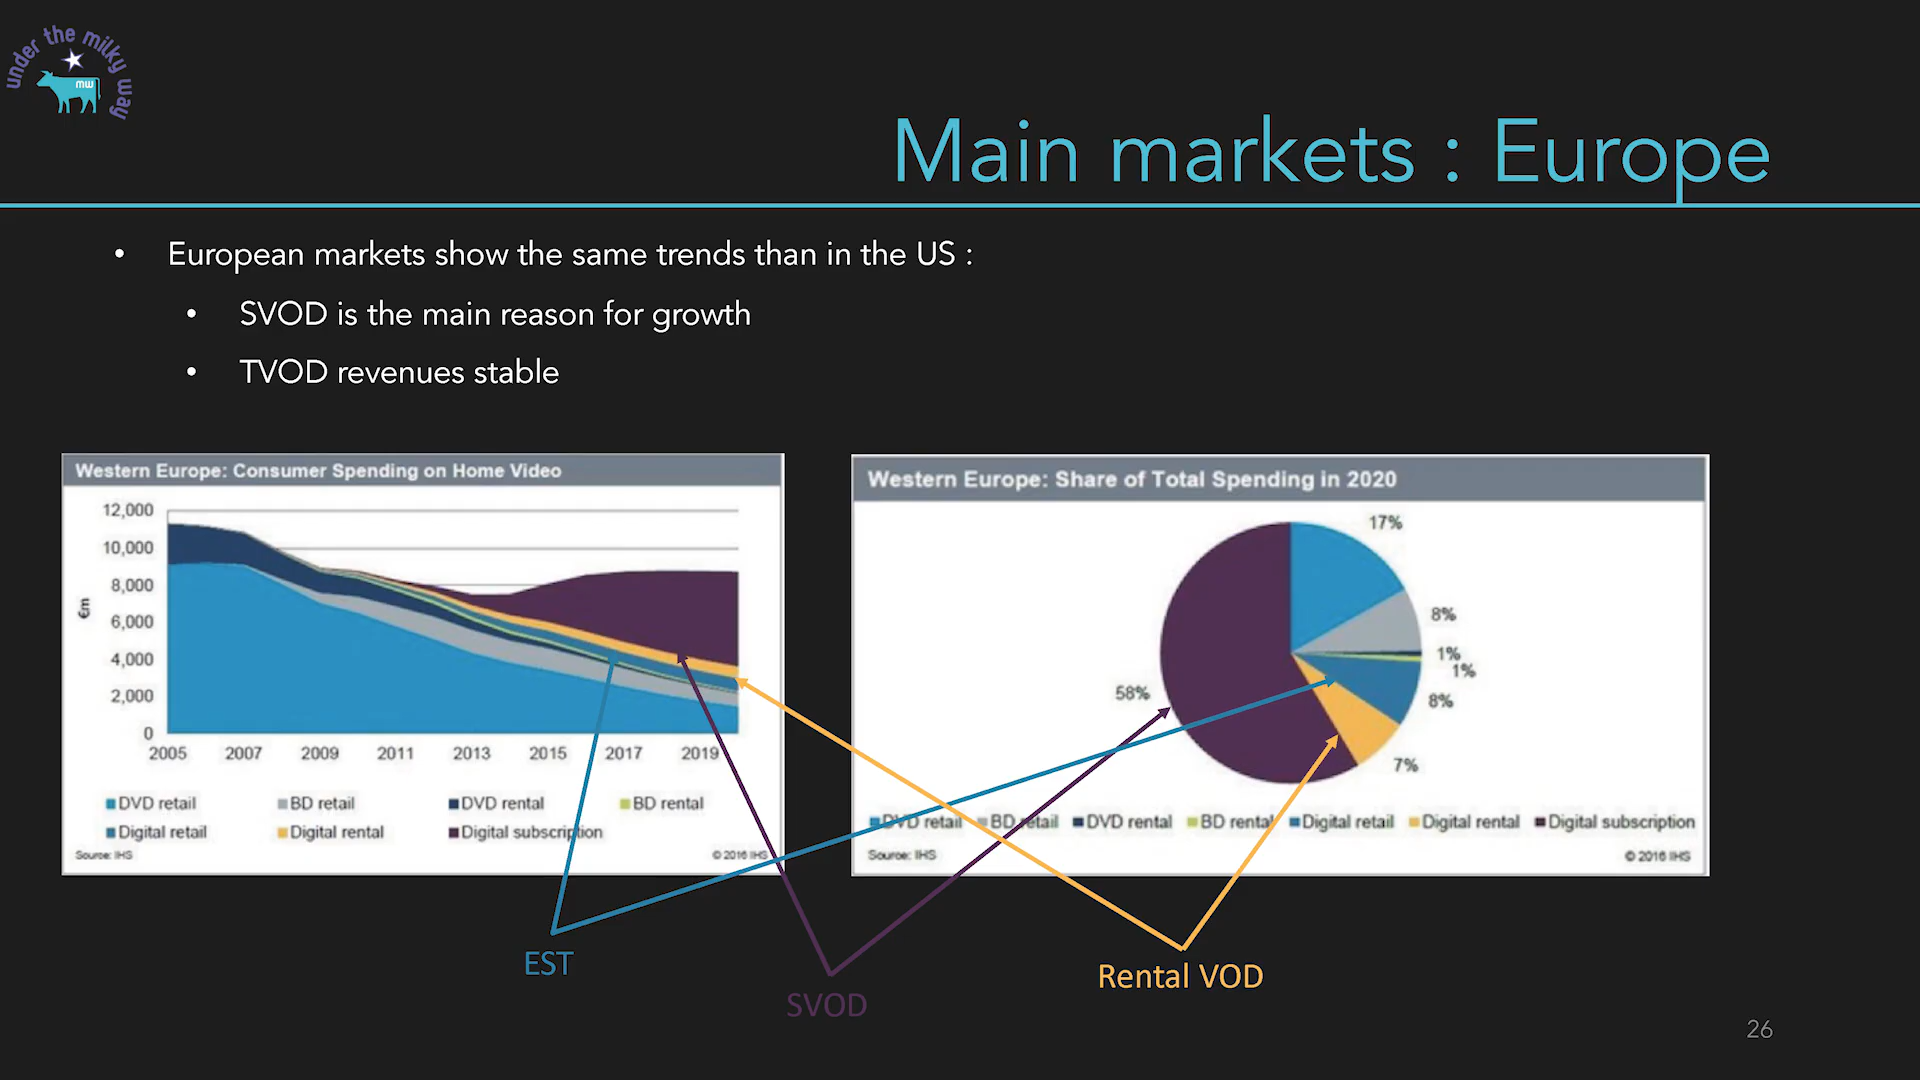 under the milky way
mw
Main markets : Europe
• European markets show the same trends than in the US :
• SVOD is the main reason for growth
• TVOD revenues stable
Western Europe: Consumer Spending on Home Video
12,000
10,000
8,000
6,000
4,000
2,000
0
€m
2005 2007 2009 2011 2013 2015 2017 2019
DVD retail BD retail DVD rental BD rental
Digital retail Digital rental Digital subscription
Source: IHS © 2016 IHS
Western Europe: Share of Total Spending in 2020
17%
8%
1%
1%
8%
7%
58%
DVD retail BD retail DVD rental BD rental Digital retail Digital rental Digital subscription
Source: IHS © 2016 IHS
EST
SVOD
Rental VOD
26